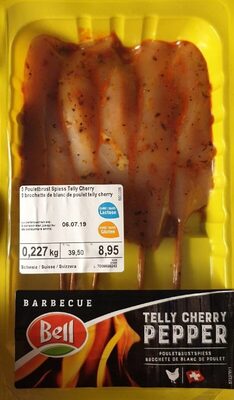 5 Pouletbrust Spiess Telly Cherry
5 brochette de blanc de poulet telly cherry
Lactose
Gluten
06.07.19
0,227 kg 39,50 8,95
Schweiz / Suisse / Svizzera
BARBECUE
Bell
TELLY CHERRY
PEPPER
POULETBRUSTSPIESS
BROCHETTE DE BLANC DE POULET